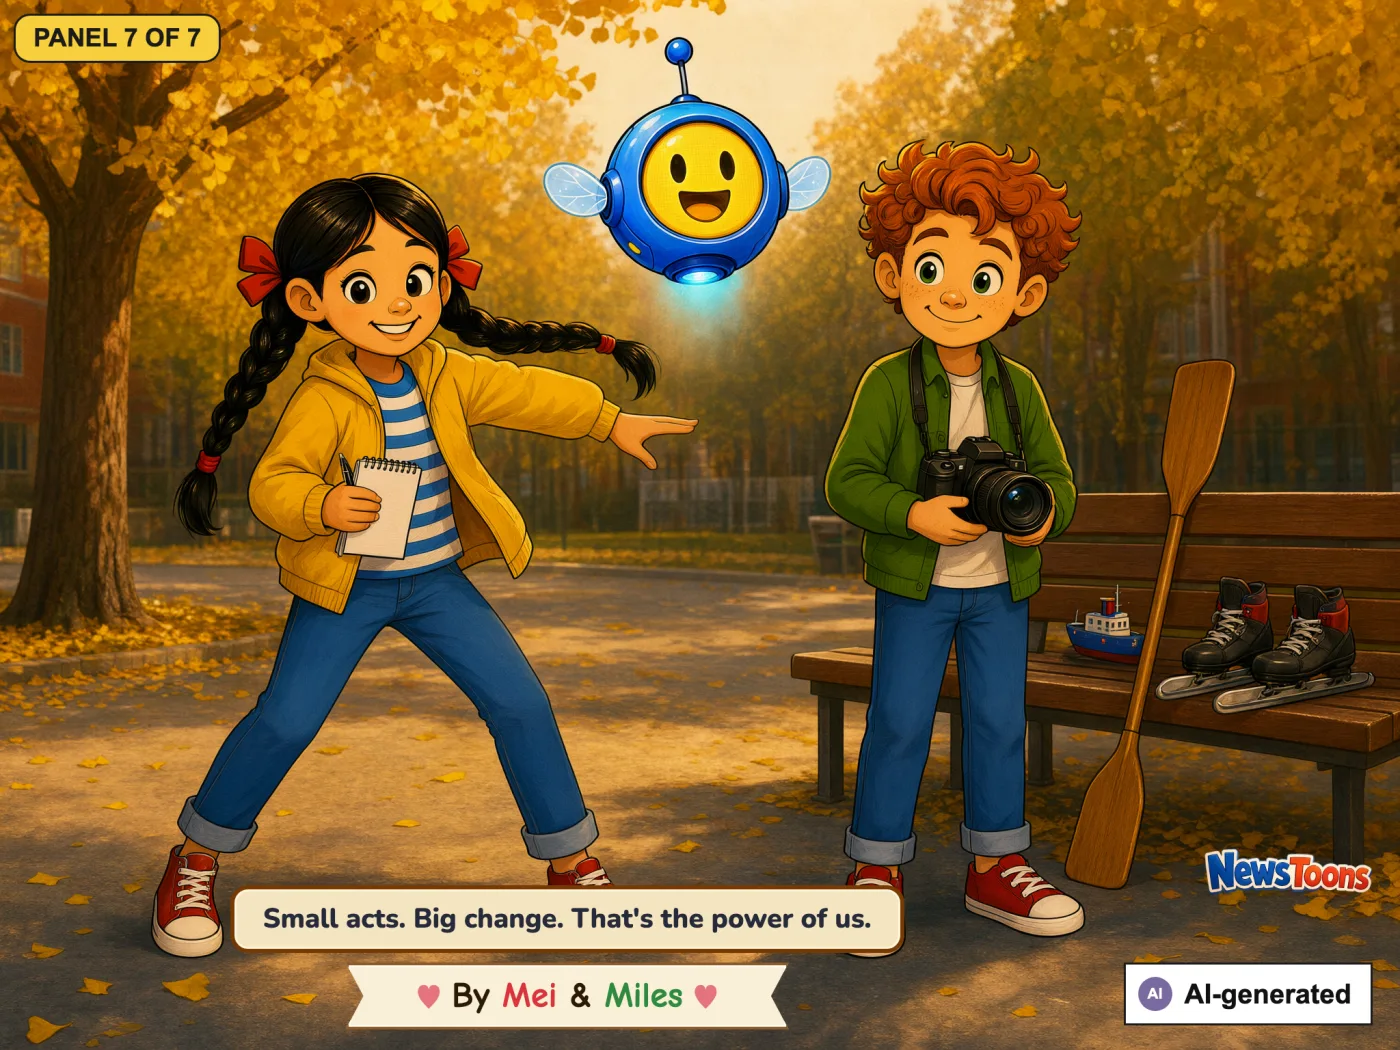 PANEL 7 OF 7
NewsToons
Small acts. Big change. That's the power of us.
By Mei & Miles
AI AI-generated